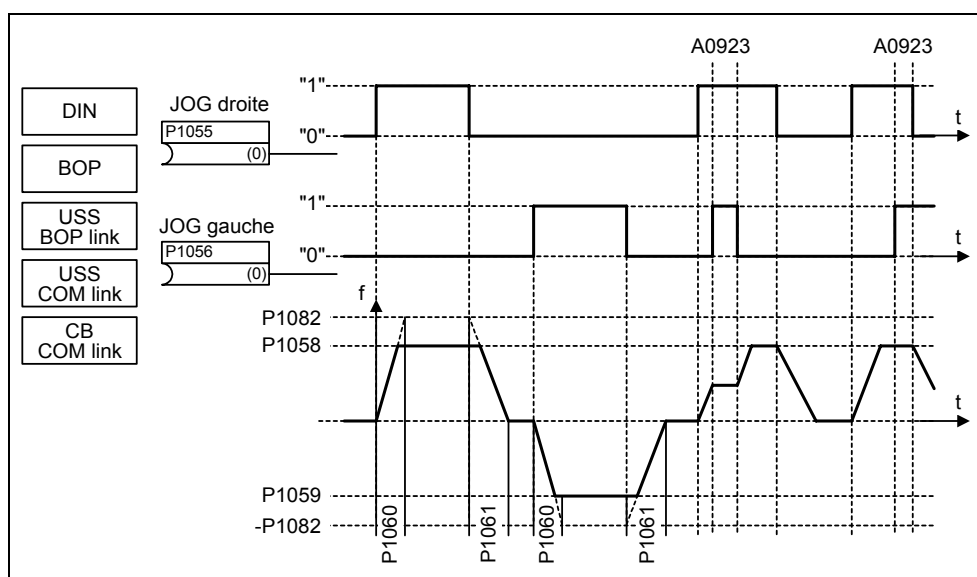 A0923
A0923
DIN
BOP
USS
BOP link
USS
COM link
CB
COM link
JOG droite
P1055
(0)
"1"
"0"
t
JOG gauche
P1056
(0)
"1"
"0"
t
f
P1082
P1058
t
P1059
-P1082
P1060
P1061
P1060
P1061